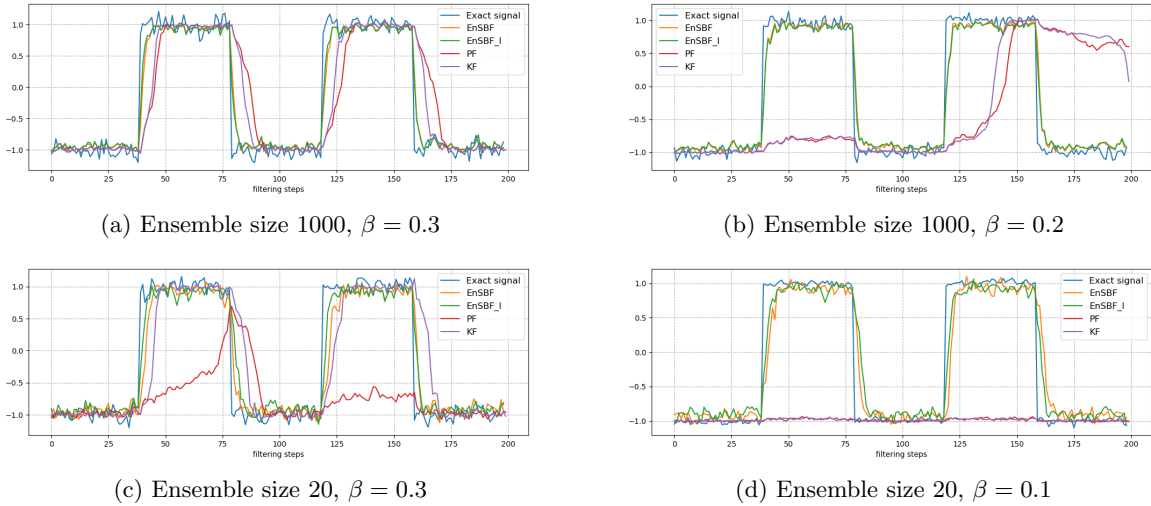 1.0
0.5
0.0
−0.5
−1.0
Exact signal
EnSBF
EnSBF_I
PF
KF
0 25 50 75 100 125 150 175 200
filtering steps
(a) Ensemble size 1000, β = 0.3
1.0
0.5
0.0
−0.5
−1.0
Exact signal
EnSBF
EnSBF_I
PF
KF
0 25 50 75 100 125 150 175 200
filtering steps
(b) Ensemble size 1000, β = 0.2
1.0
0.5
0.0
−0.5
−1.0
Exact signal
EnSBF
EnSBF_I
PF
KF
0 25 50 75 100 125 150 175 200
filtering steps
(c) Ensemble size 20, β = 0.3
1.0
0.5
0.0
−0.5
−1.0
Exact signal
EnSBF
EnSBF_I
PF
KF
0 25 50 75 100 125 150 175 200
filtering steps
(d) Ensemble size 20, β = 0.1